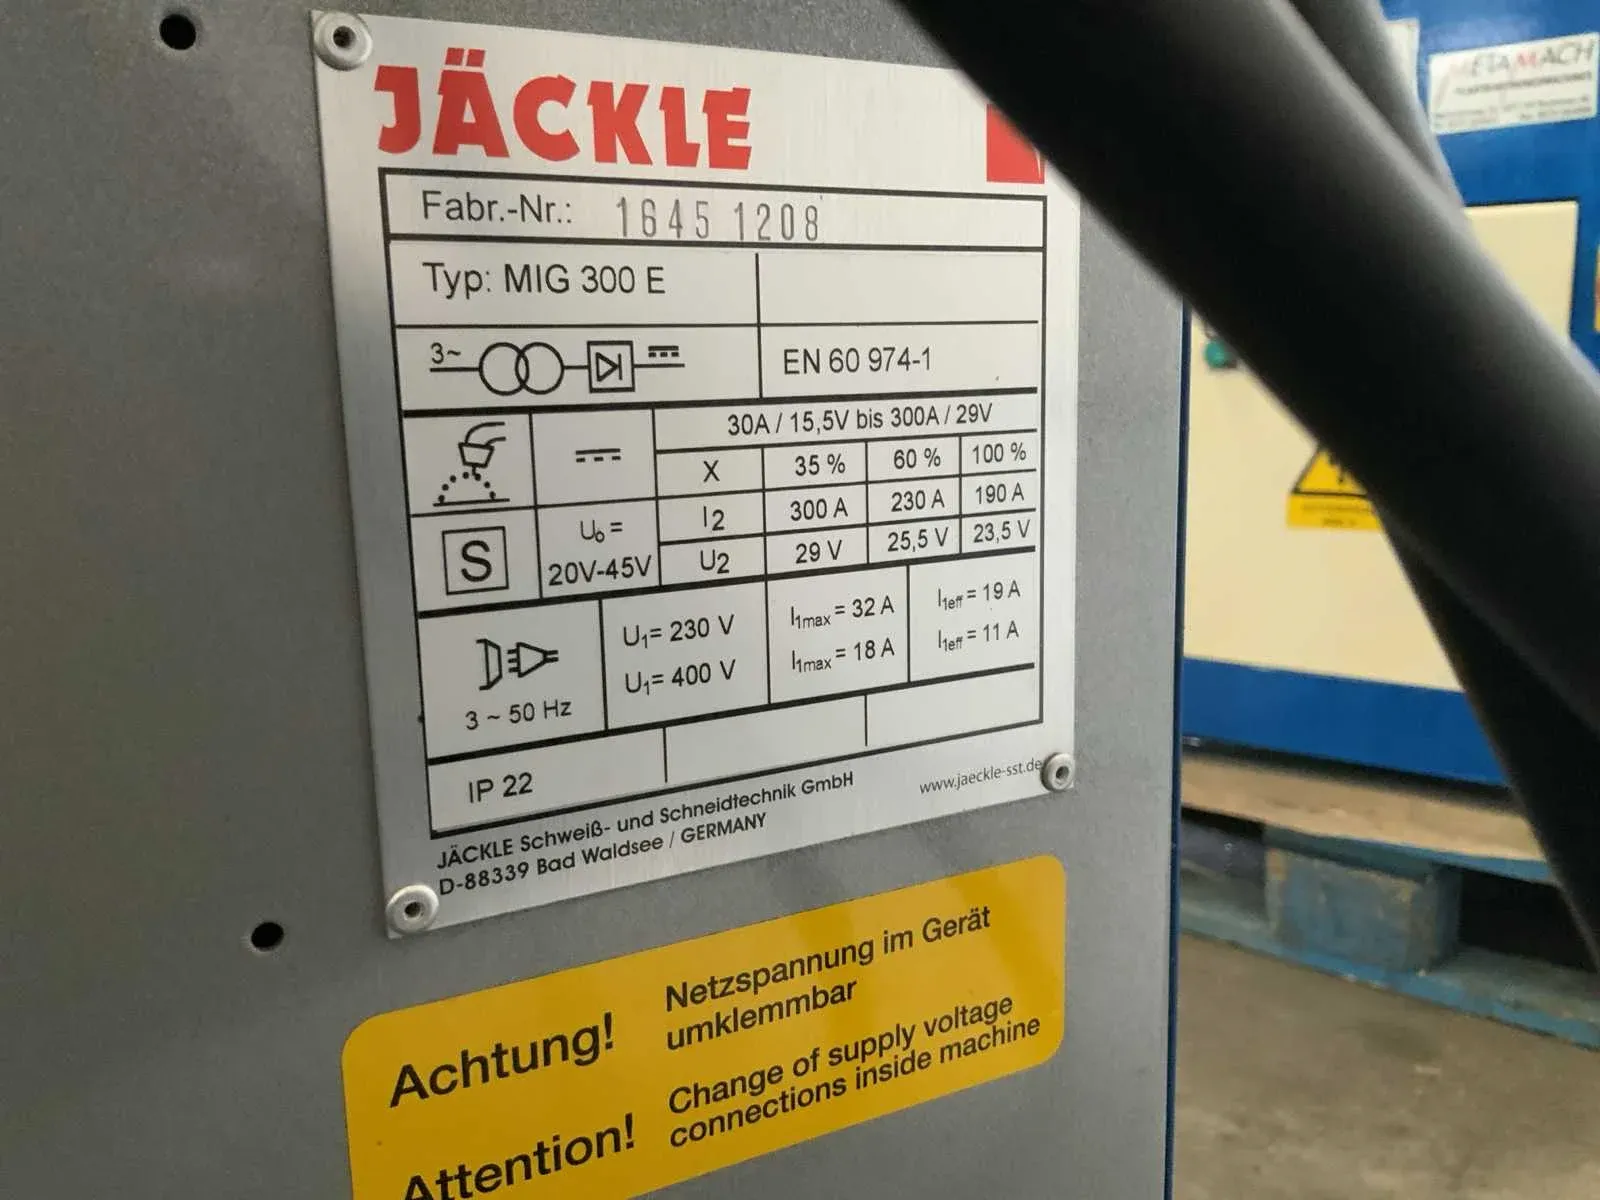 JÄCKLE
Fabr.-Nr.: 1645 1208
Typ: MIG 300 E
3~
EN 60 974-1
30A / 15,5V bis 300A / 29V
X 35 % 60 % 100 %
I2 300 A 230 A 190 A
U2 29 V 25,5 V 23,5 V
S
U₀ =
20V-45V
3 ~ 50 Hz
U₁= 230 V I₁max = 32 A I₁eff = 19 A
U₁= 400 V I₁max = 18 A I₁eff = 11 A
IP 22
JÄCKLE Schweiß- und Schneidtechnik GmbH
D-88339 Bad Waldsee / GERMANY
www.jaeckle-sst.de
Achtung!
Netzspannung im Gerät
umklemmbar
Attention!
Change of supply voltage
connections inside machine
METAMACH